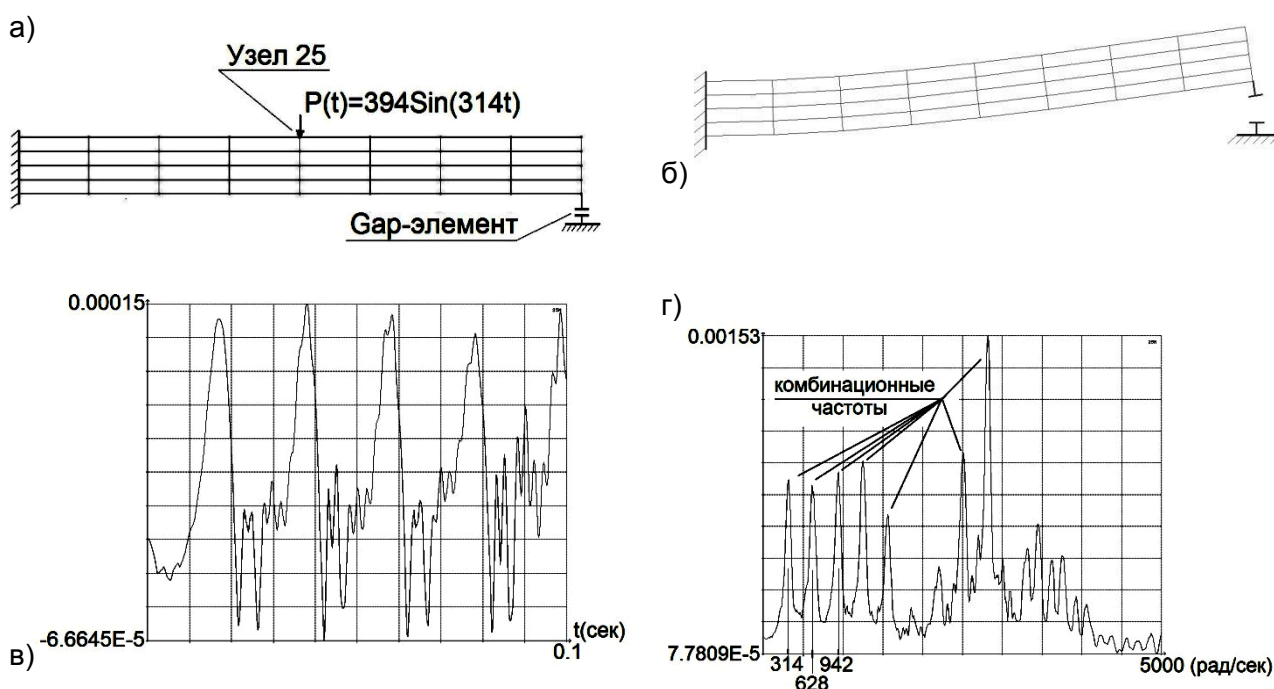 а)
Узел 25
P(t)=394Sin(314t)
Gap-элемент
б)
0.00015
-6.6645E-5
t(сек)
0.1
в)
г)
0.00153
комбинационные
частоты
7.7809E-5
314
942
628
5000 (рад/сек)